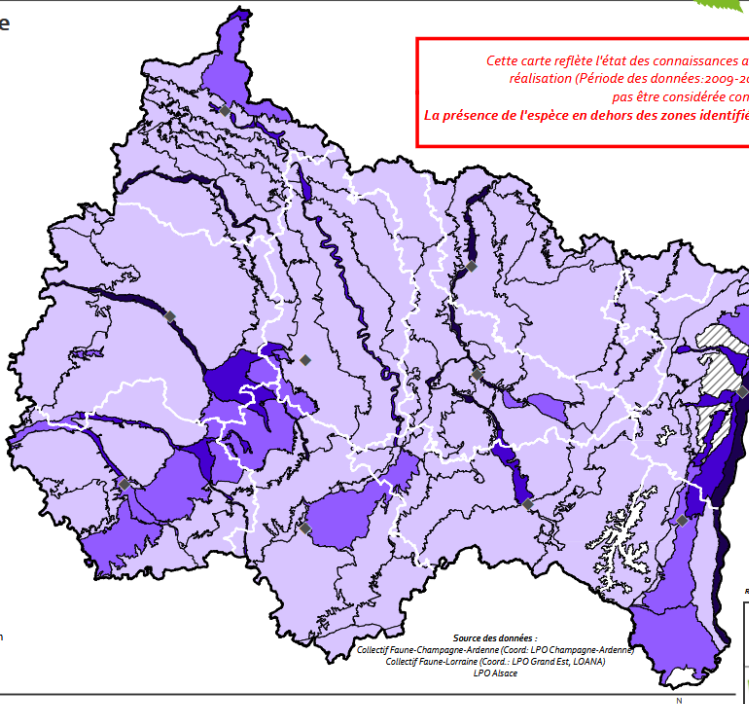 e
Cette carte reflète l'état des connaissances a
réalisation (Période des données:2009-20
pas être considérée con
La présence de l'espèce en dehors des zones identifié
n
Source des données :
Collectif Faune-Champagne-Ardenne (Coord: LPO Champagne-Ardenne)
Collectif Faune-Lorraine (Coord.: LPO Grand Est, LOANA)
LPO Alsace
R
N